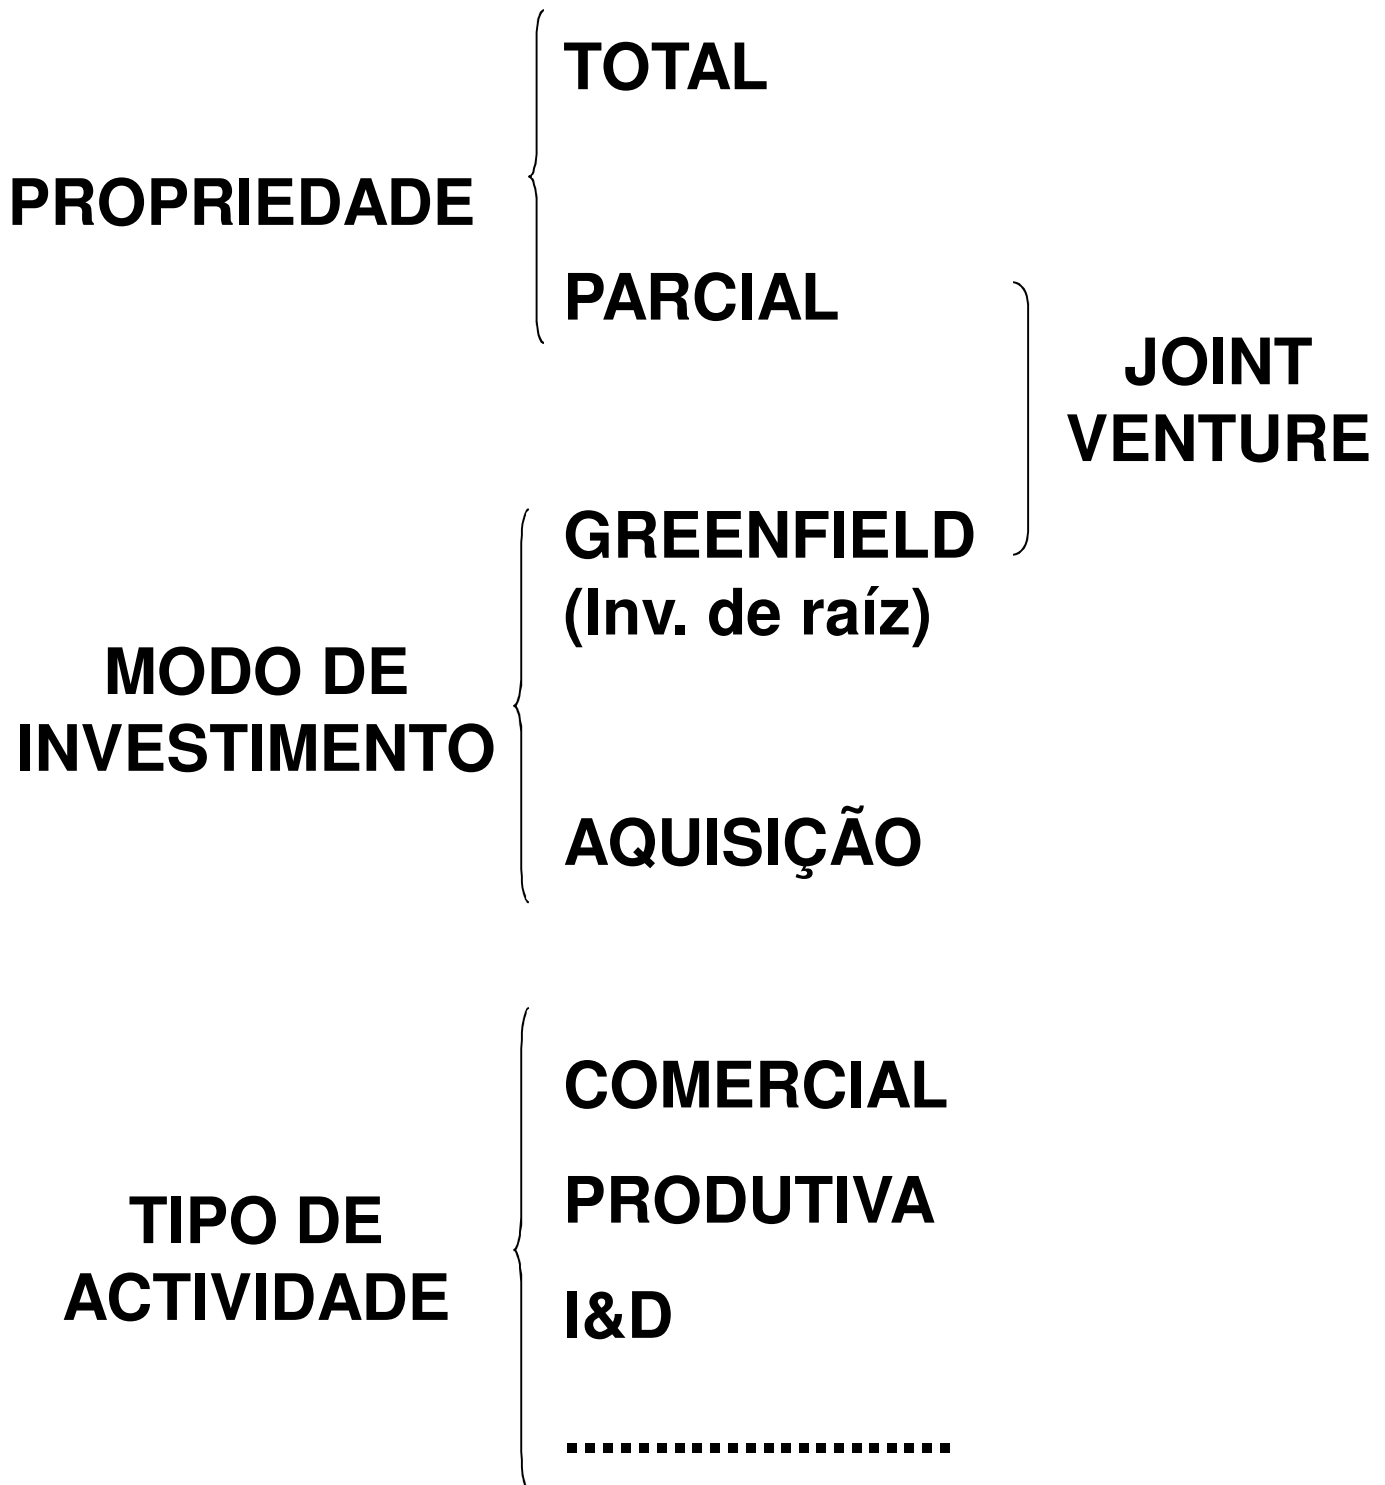 TOTAL
PROPRIEDADE
PARCIAL
JOINT
VENTURE
GREENFIELD
(Inv. de raíz)
MODO DE
INVESTIMENTO
AQUISIÇÃO
COMERCIAL
PRODUTIVA
TIPO DE
ACTIVIDADE
I&D
......................